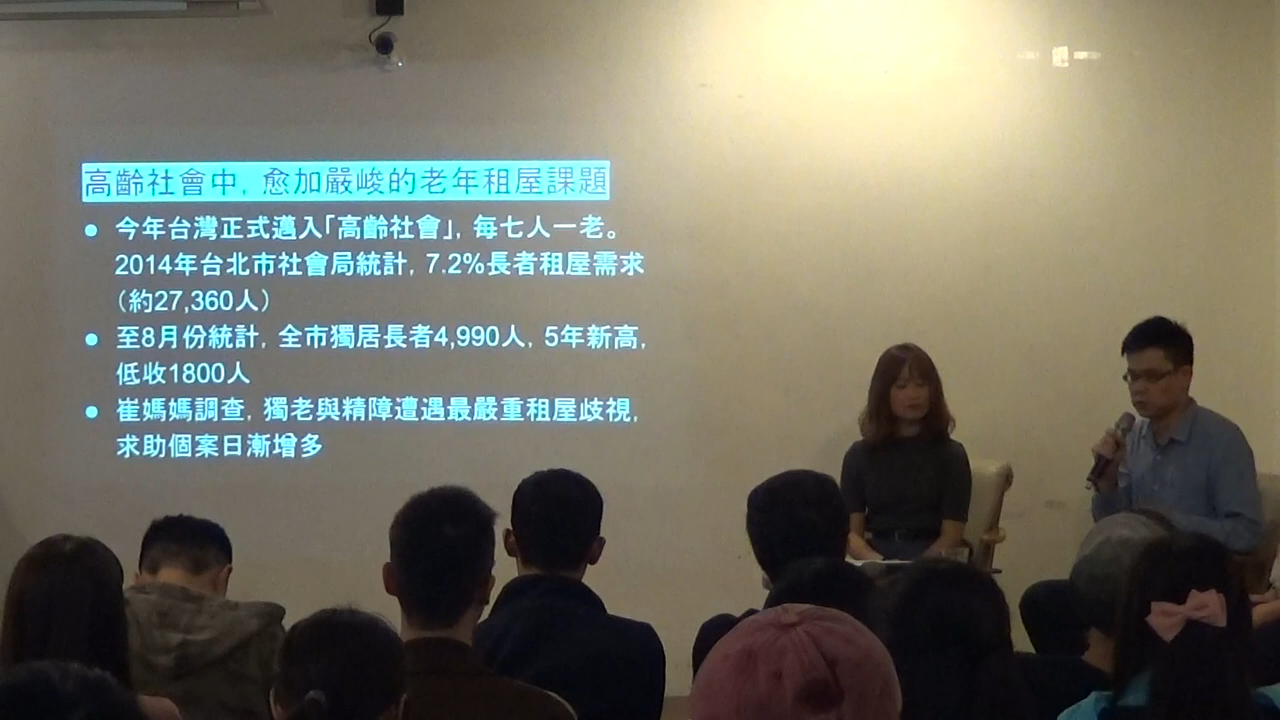 高齡社會中, 愈加嚴峻的老年租屋課題
● 今年台灣正式邁入「高齡社會」, 每七人一老。
2014年台北市社會局統計, 7.2%長者租屋需求
(約27,360人)
● 至8月份統計, 全市獨居長者4,990人, 5年新高,
低收1800人
● 崔媽媽調查, 獨老與精障遭遇最嚴重租屋歧視,
求助個案日漸增多